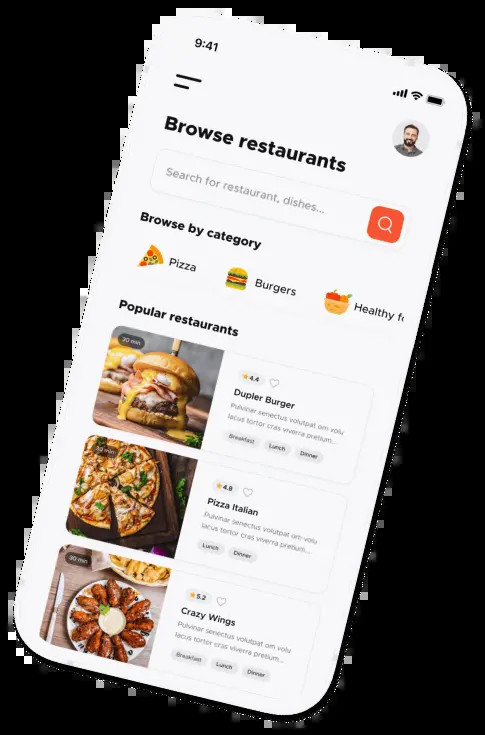 9:41
Browse restaurants
Search for restaurant, dishes...
Browse by category
Pizza
Burgers
Healthy fo
Popular restaurants
30 min
4.4
Dupler Burger
Pulvinar senectus volutpat om volu
lacus tortor cras viverra pretium...
Breakfast Lunch Dinner
min
4.8
Pizza Italian
Pulvinar senectus volutpat om volu
lacus tortor cras viverra pretium...
Lunch Dinner
30 min
5.2
Crazy Wings
Pulvinar senectus volutpat om volu
lacus tortor cras viverra pretium...
Breakfast Lunch Dinner